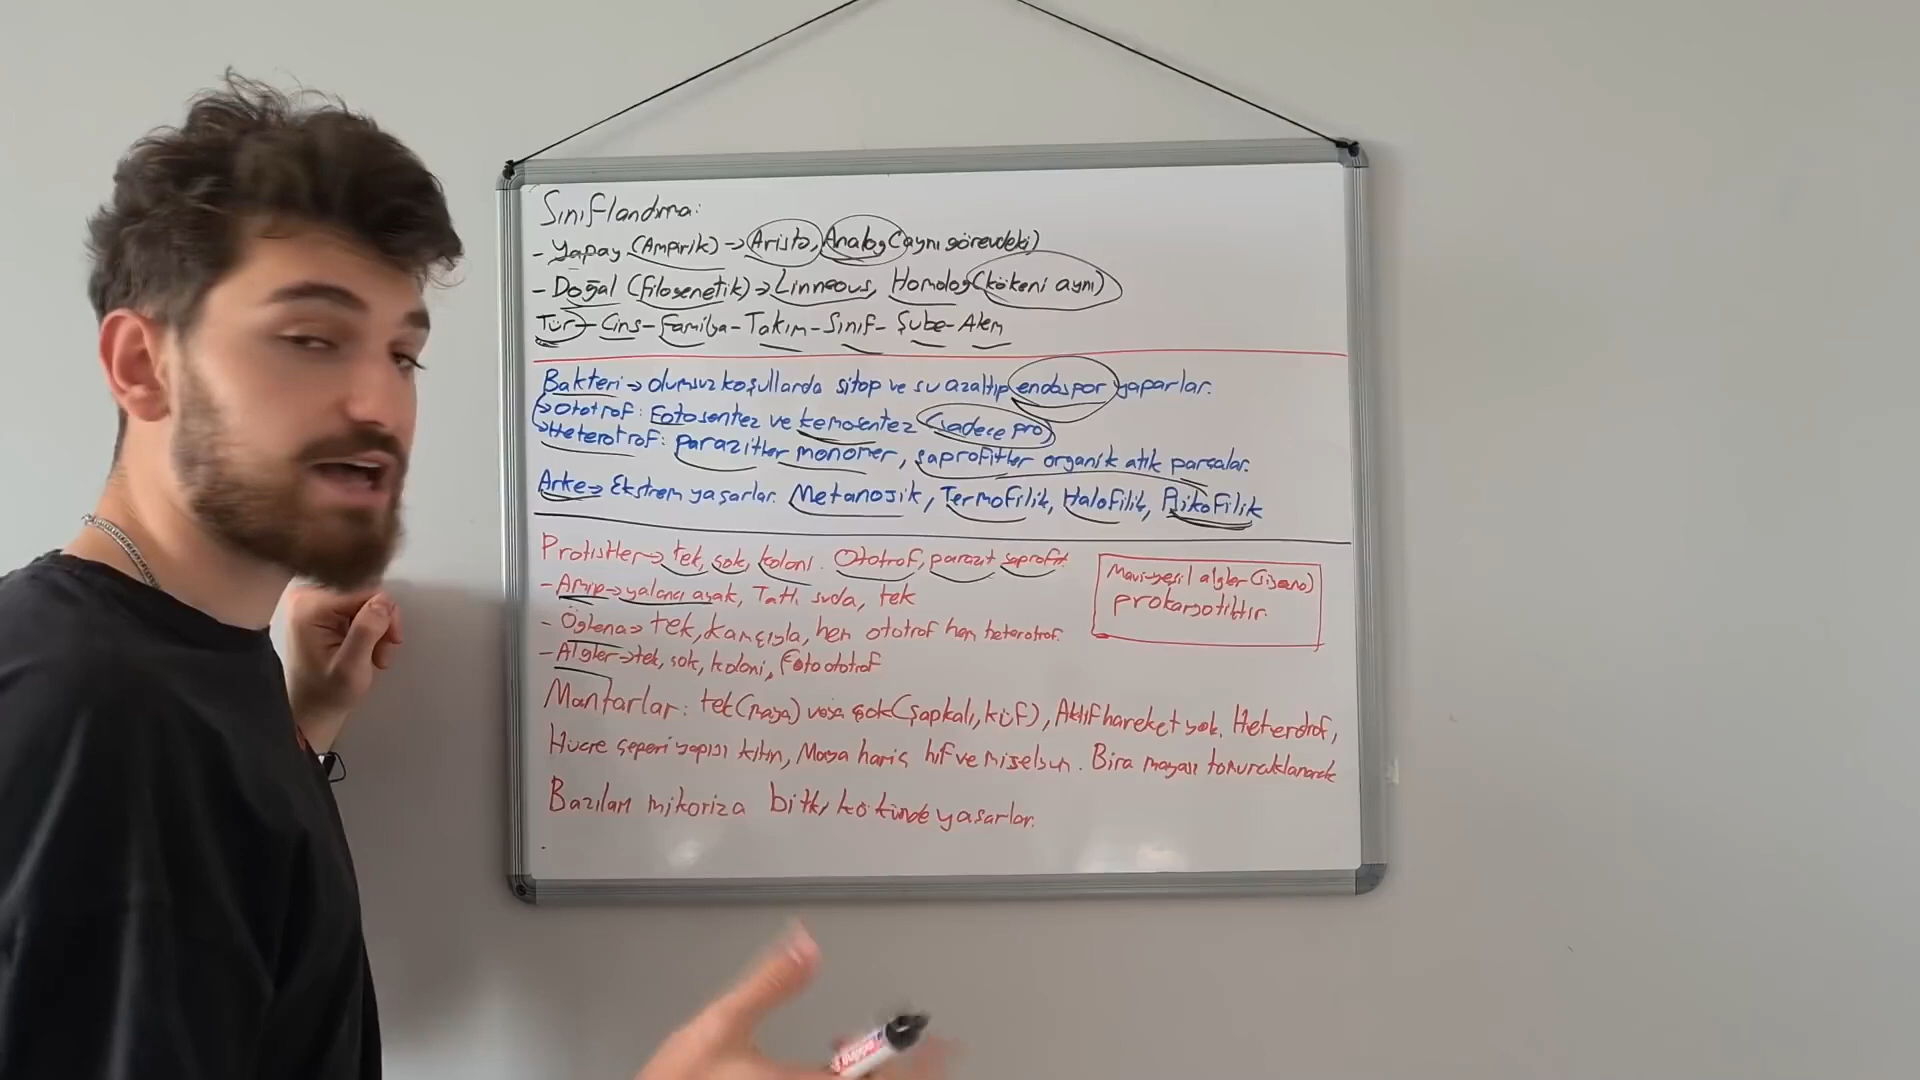 Sınıflandırma:
- Yapay (Ampirik) → Aristo, Analog (aynı görevdeki)
- Doğal (Filogenetik) → Linneous, Homolog (kökeni aynı)
Tür - Cins - Familya - Takım - Sınıf - Şube - Alem
Bakteri → olumsuz koşullarda sitop ve su azaltıp endospor yaparlar.
→ Ototrof: Fotosentez ve kemosentez (sadece pro)
→ Heterotrof: parazitler monomer, saprofitler organik atık parçalar.
Arke → Ekstrem yaşarlar. Metanojik, Termofilik, Halofilik, Psikofilik
Protistler → tek, çok, koloni. Ototrof, parazit saprofit
- Amip → yalancı ayak, Tatlı suda, tek
- Öglena → tek, kamçıyla, hem ototrof hem heterotrof.
- Algler → tek, çok, koloni, fotoototrof
Mavi-yeşil algler (siyano)
prokaryotiktir.
Mantarlar: tek (maya) veya çok (şapkalı, küf), Aktif hareket yok. Heterotrof,
Hücre çeperi yapısı kitin, Maya hariç hif ve miselyum. Bira mayası tomurcuklanarak
Bazıları mikoriza bitki kökünde yaşarlar.